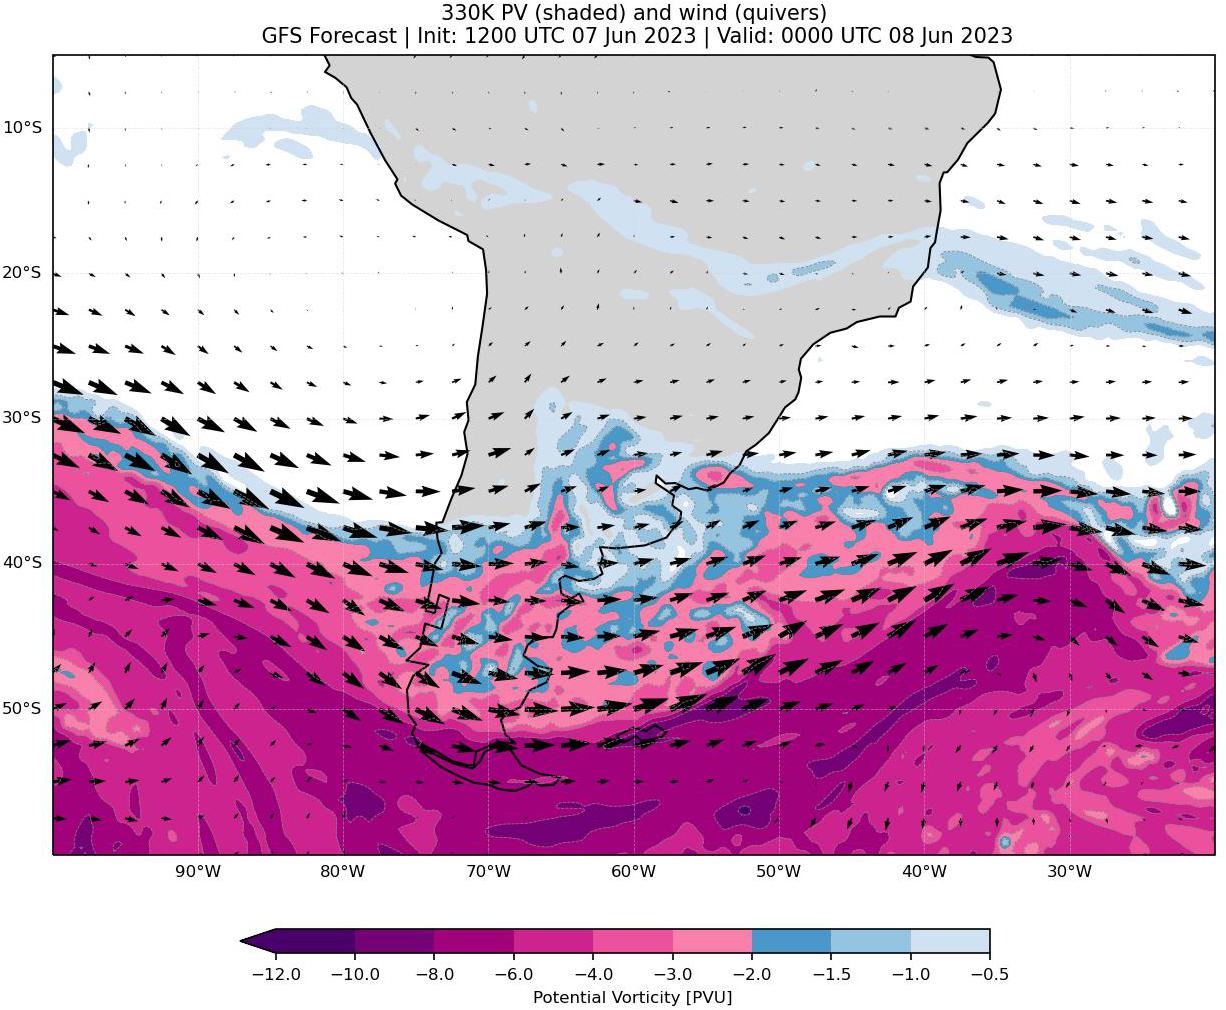 330K PV (shaded) and wind (quivers)
GFS Forecast | Init: 1200 UTC 07 Jun 2023 | Valid: 0000 UTC 08 Jun 2023
10°S
20°S
30°S
40°S
50°S
90°W 80°W 70°W 60°W 50°W 40°W 30°W
−12.0 −10.0 −8.0 −6.0 −4.0 −3.0 −2.0 −1.5 −1.0 −0.5
Potential Vorticity [PVU]